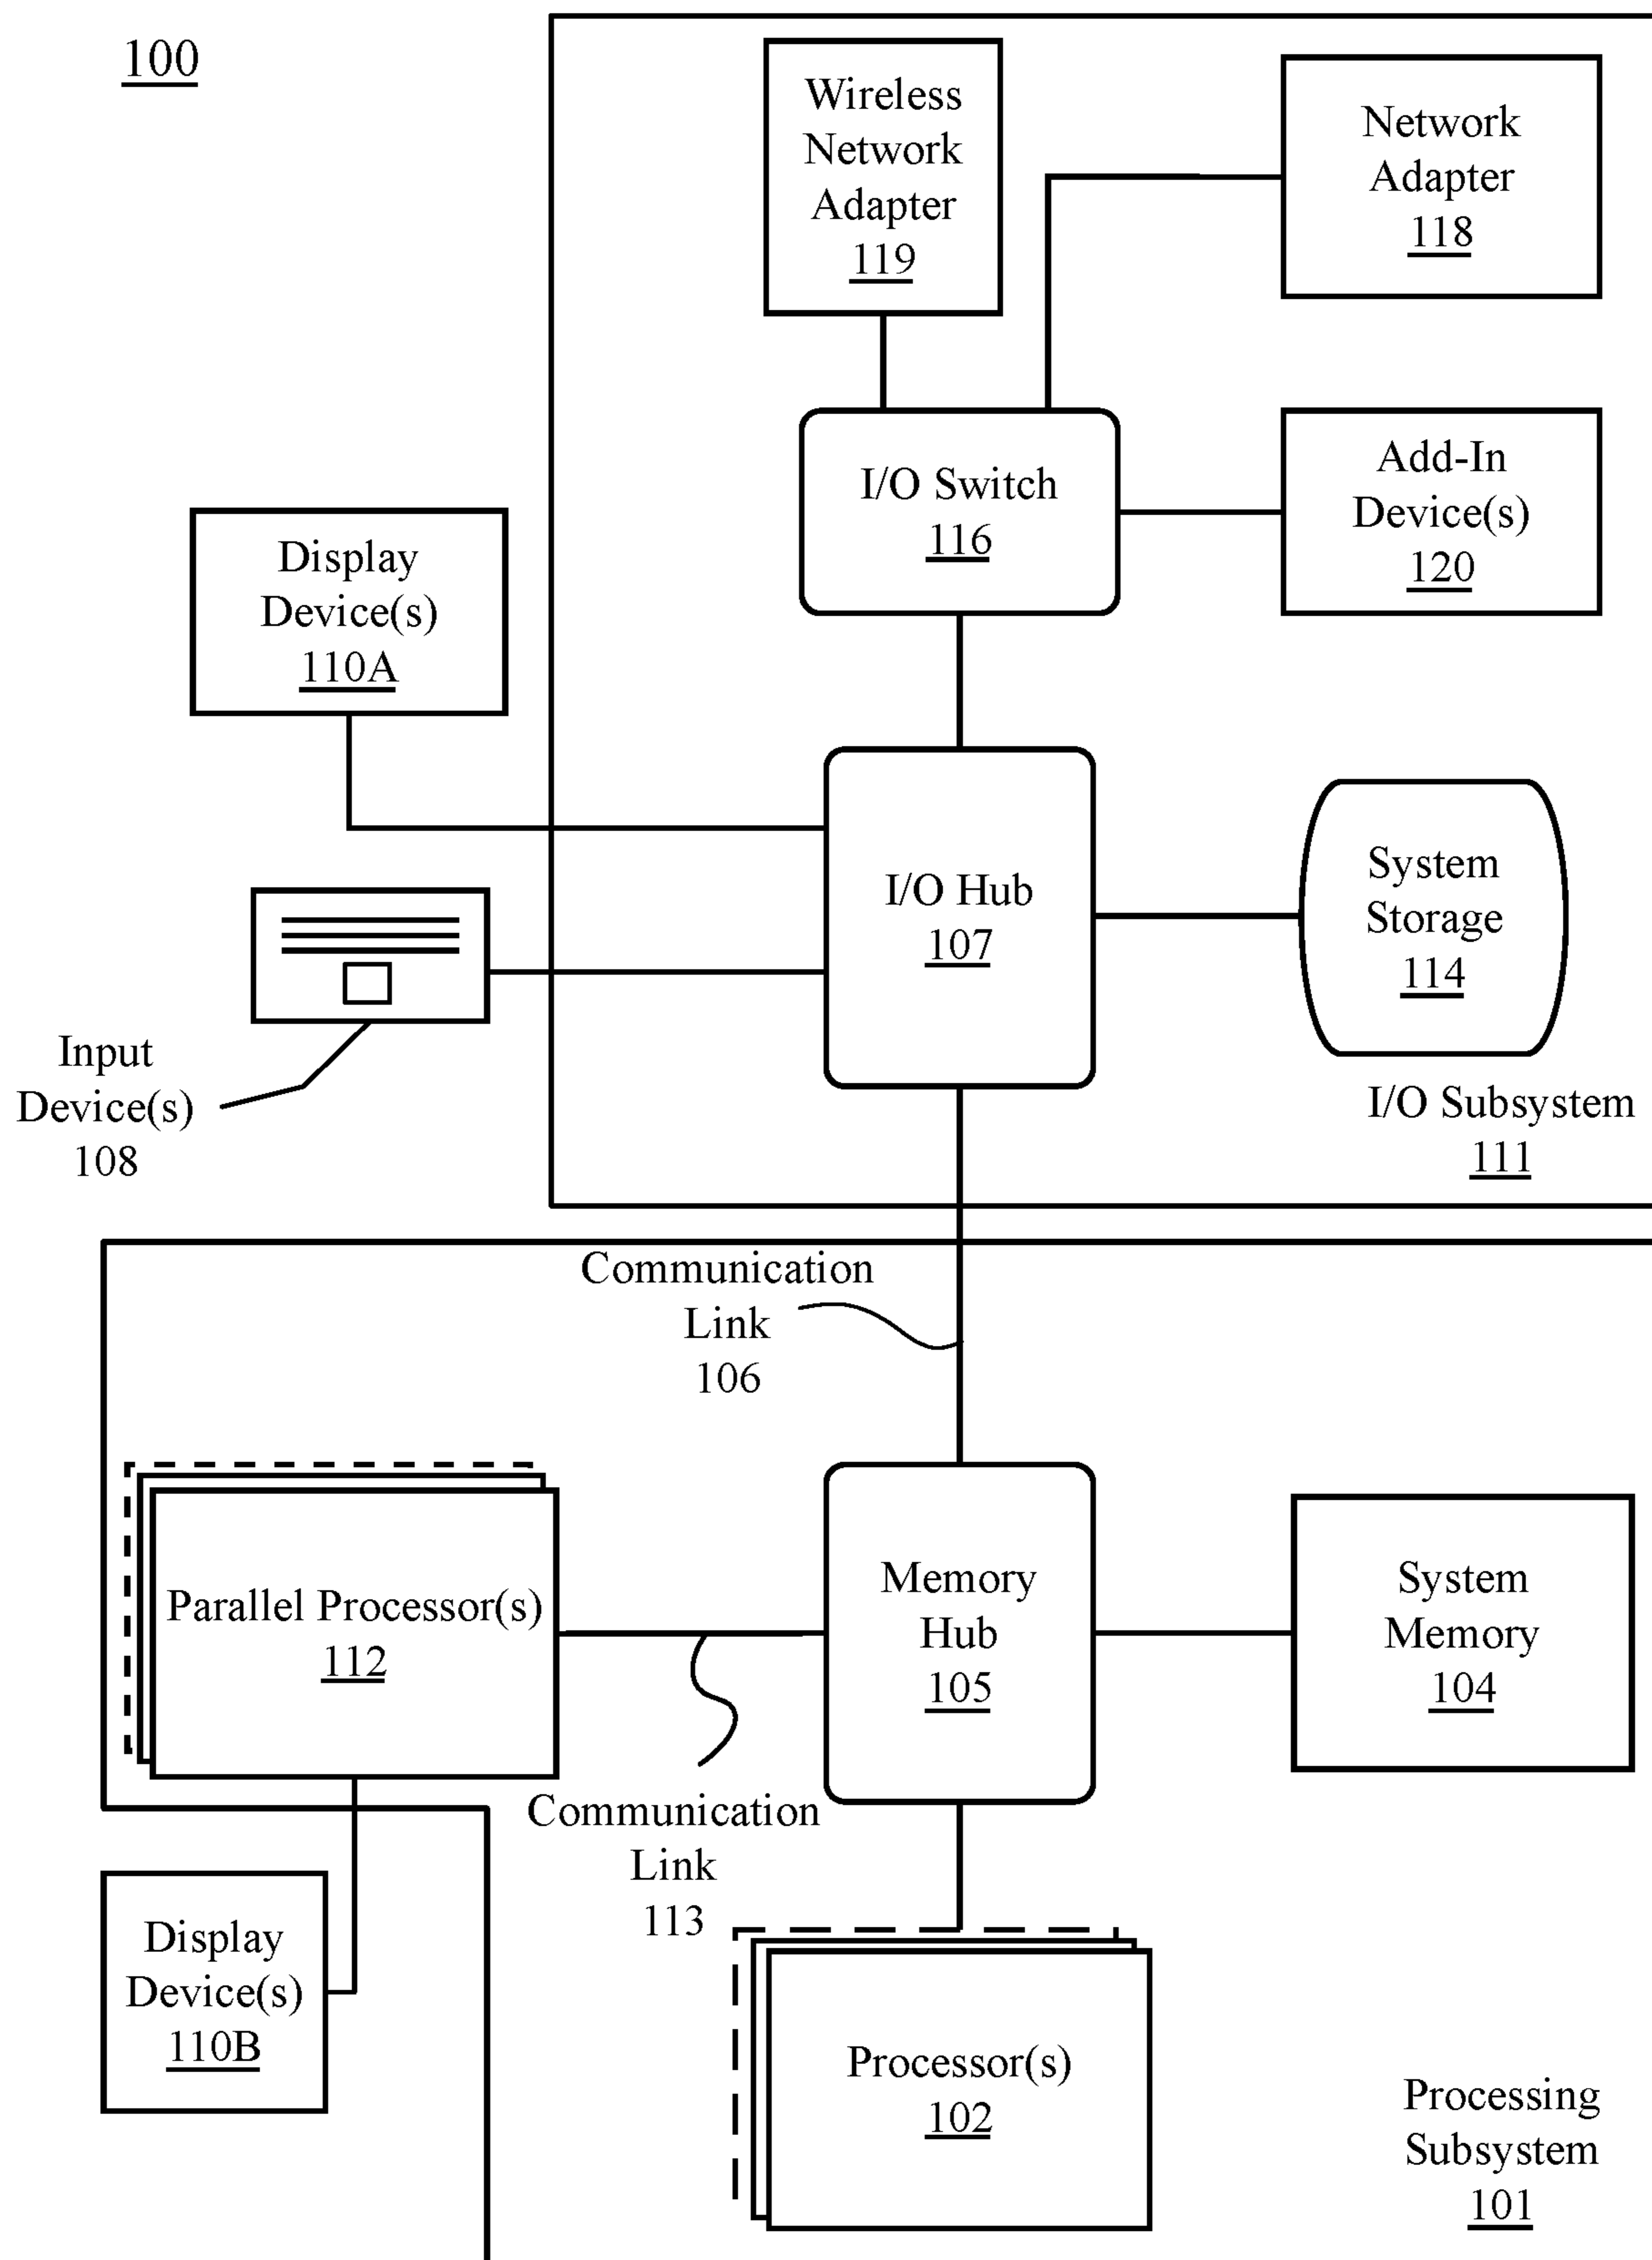 100
Wireless
Network
Adapter
119
Network
Adapter
118
I/O Switch
116
Add-In
Device(s)
120
Display
Device(s)
110A
I/O Hub
107
System
Storage
114
Input
Device(s)
108
I/O Subsystem
111
Communication
Link
106
Parallel Processor(s)
112
Memory
Hub
105
System
Memory
104
Communication
Link
113
Display
Device(s)
110B
Processor(s)
102
Processing
Subsystem
101